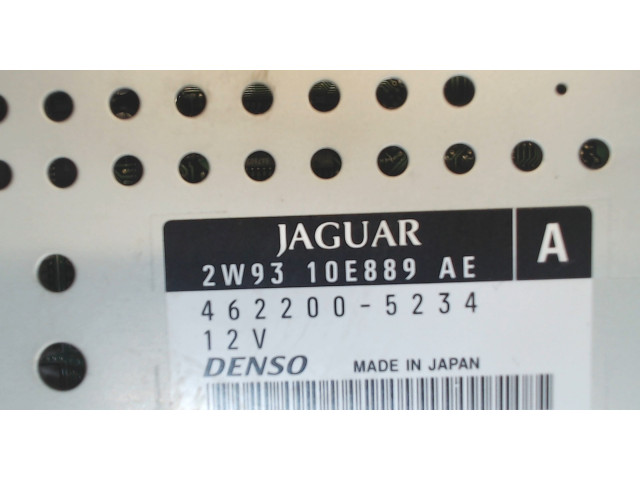 JAGUAR
2W93 10E889 AE
A
462200-5234
12V
DENSO MADE IN JAPAN